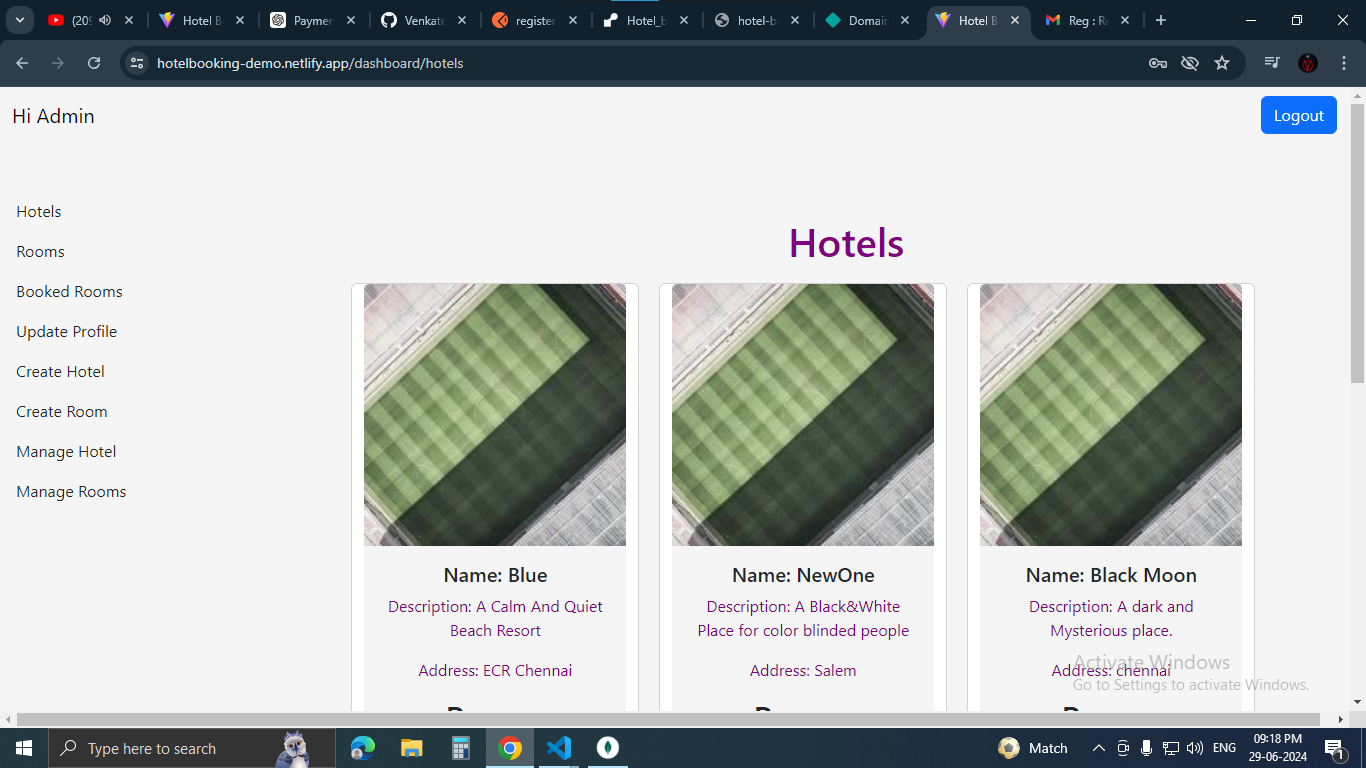 (209
Hotel B
Paymen
Venkate
register
Hotel_b
hotel-b
Domain
Hotel B
Reg : R
hotelbooking-demo.netlify.app/dashboard/hotels
Hi Admin
Logout
Hotels
Rooms
Booked Rooms
Update Profile
Create Hotel
Create Room
Manage Hotel
Manage Rooms
Hotels
Name: Blue
Description: A Calm And Quiet
Beach Resort
Address: ECR Chennai
Name: NewOne
Description: A Black&White
Place for color blinded people
Address: Salem
Name: Black Moon
Description: A dark and
Mysterious place.
Address: chennai
Activate Windows
Go to Settings to activate Windows.
Type here to search
Match
ENG
09:18 PM
29-06-2024
1